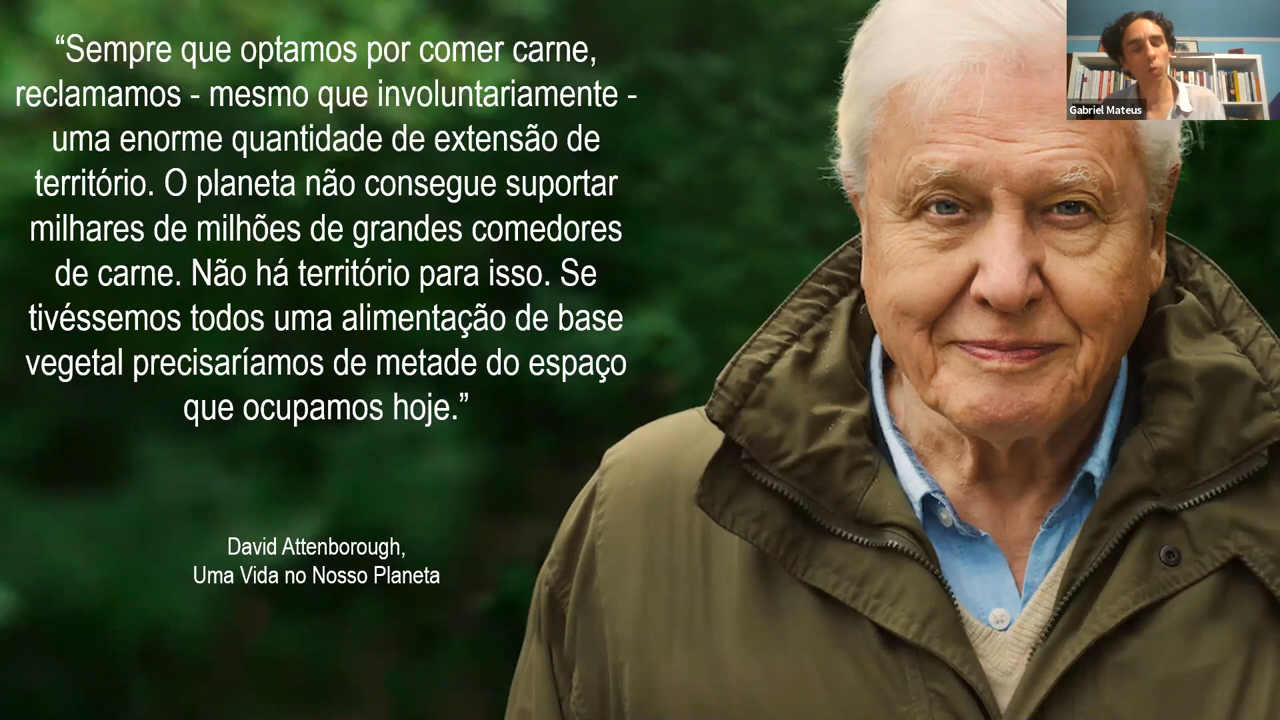 “Sempre que optamos por comer carne,
reclamamos - mesmo que involuntariamente -
uma enorme quantidade de extensão de
território. O planeta não consegue suportar
milhares de milhões de grandes comedores
de carne. Não há território para isso. Se
tivéssemos todos uma alimentação de base
vegetal precisaríamos de metade do espaço
que ocupamos hoje.”
David Attenborough,
Uma Vida no Nosso Planeta
Gabriel Mateus